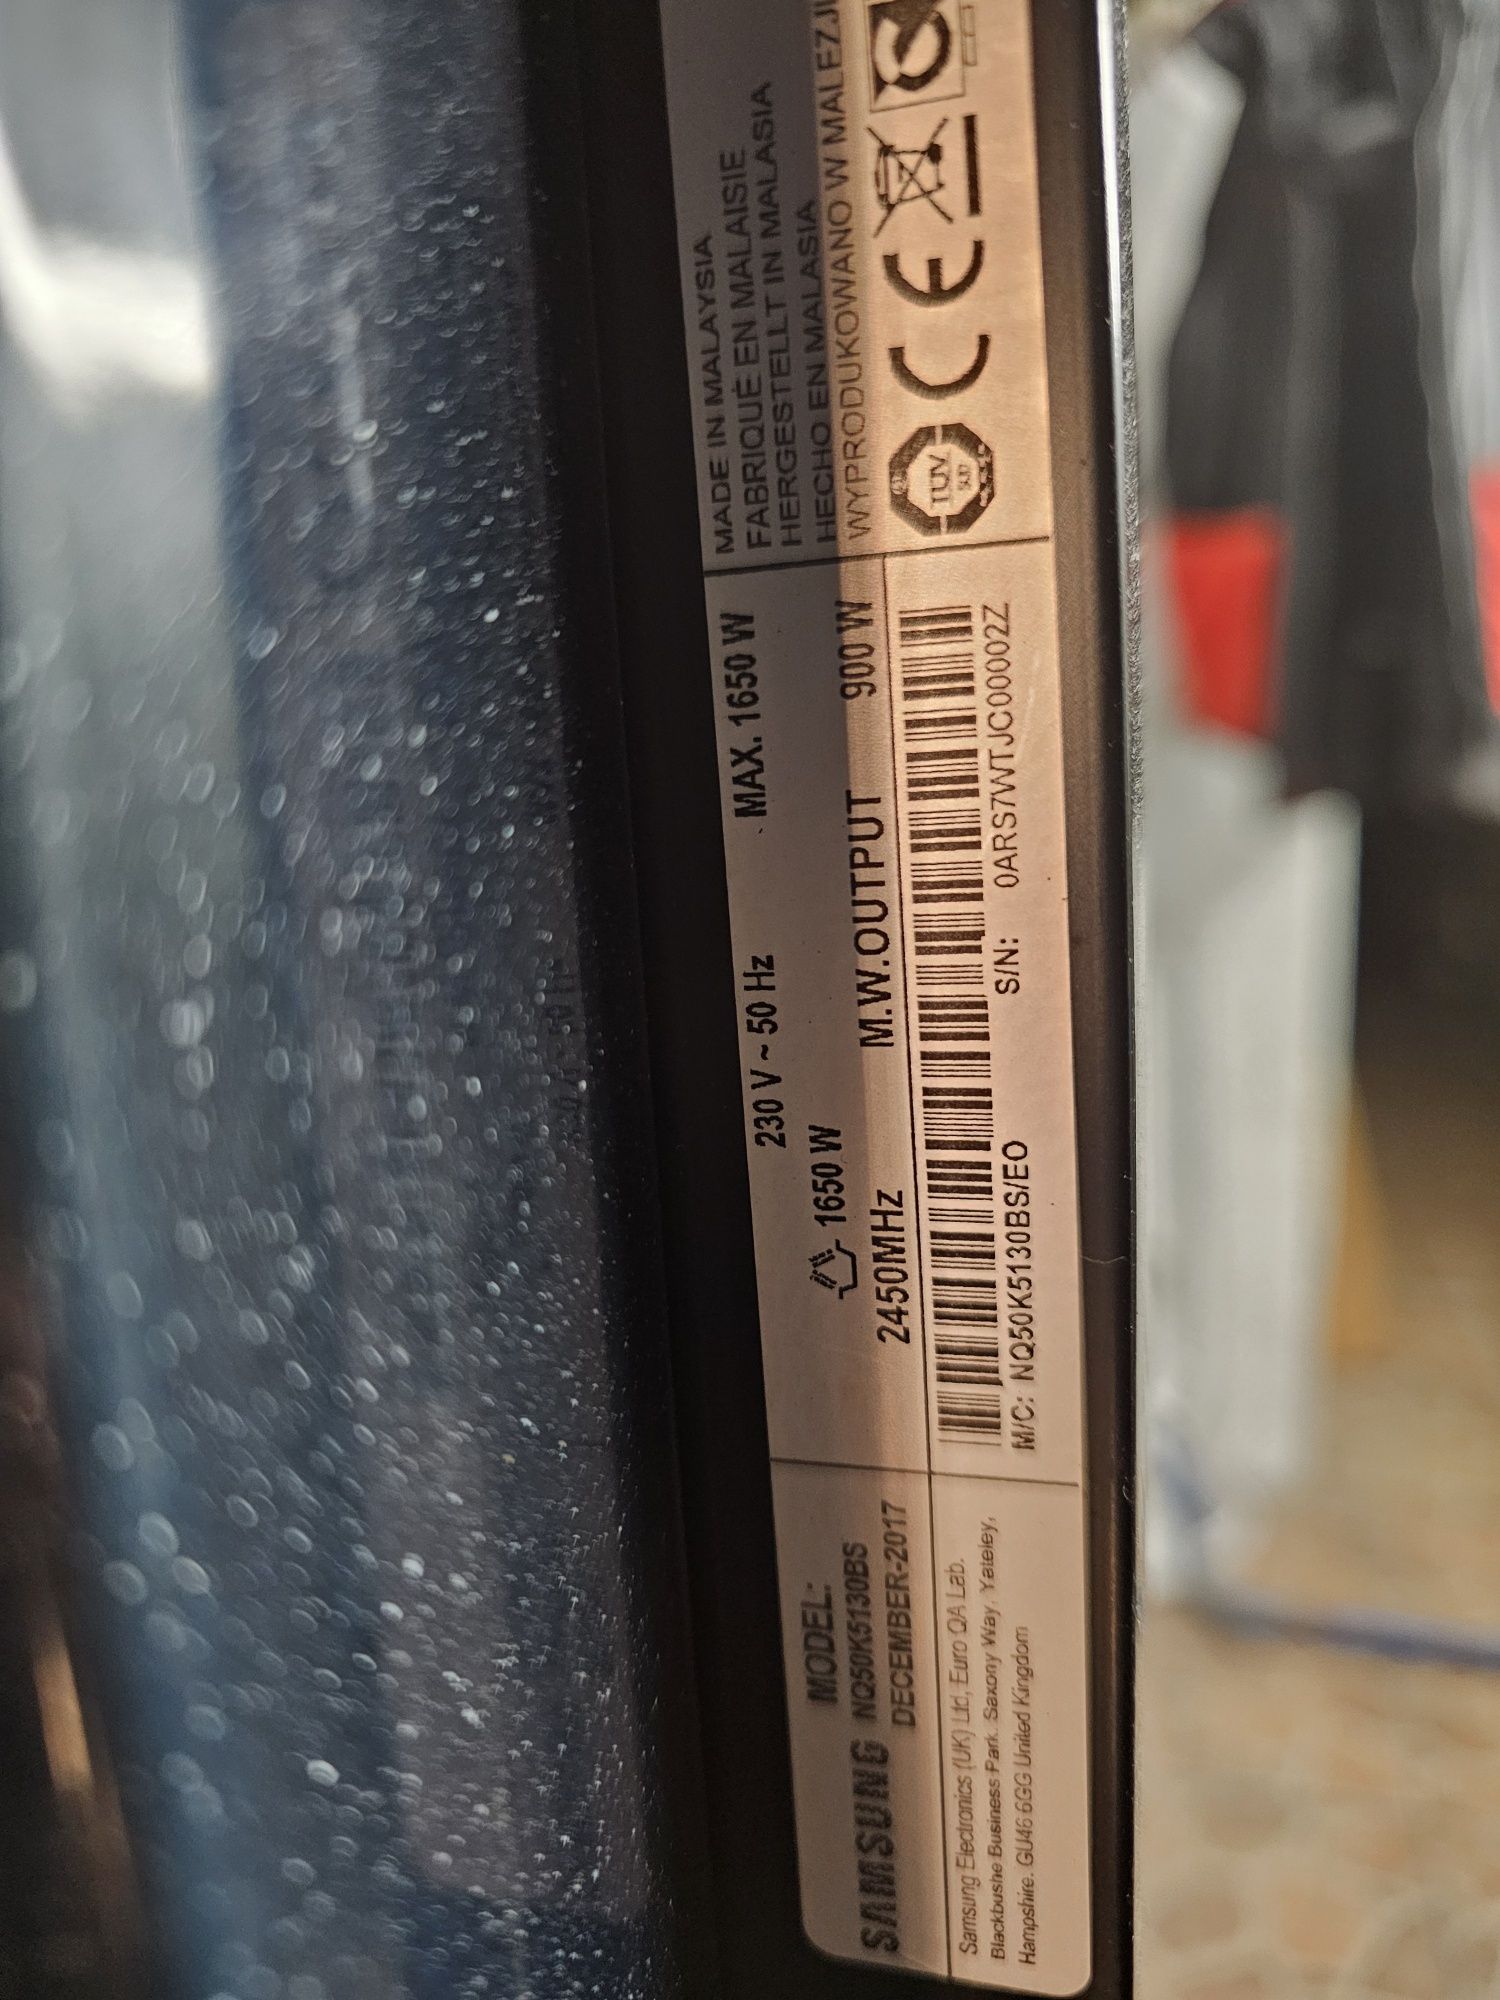 SAMSUNG
MODEL:
NQ50K5130BS
DECEMBER-2017
Samsung Electronics (UK) Ltd, Euro QA Lab.
Blackbushe Business Park. Saxony Way, Yateley,
Hampshire. GU46 6GG United Kingdom
230 V ~ 50 Hz MAX. 1650 W
1650 W
2450MHz M.W.OUTPUT 900 W
M/C: NQ50K5130BS/EO S/N: 0ARS7WTJC00002Z
MADE IN MALAYSIA
FABRIQUÉ EN MALAISIE
HERGESTELLT IN MALASIA
HECHO EN MALASIA
WYPRODUKOWANO W MALEZJI
TÜV
SÜD
CE